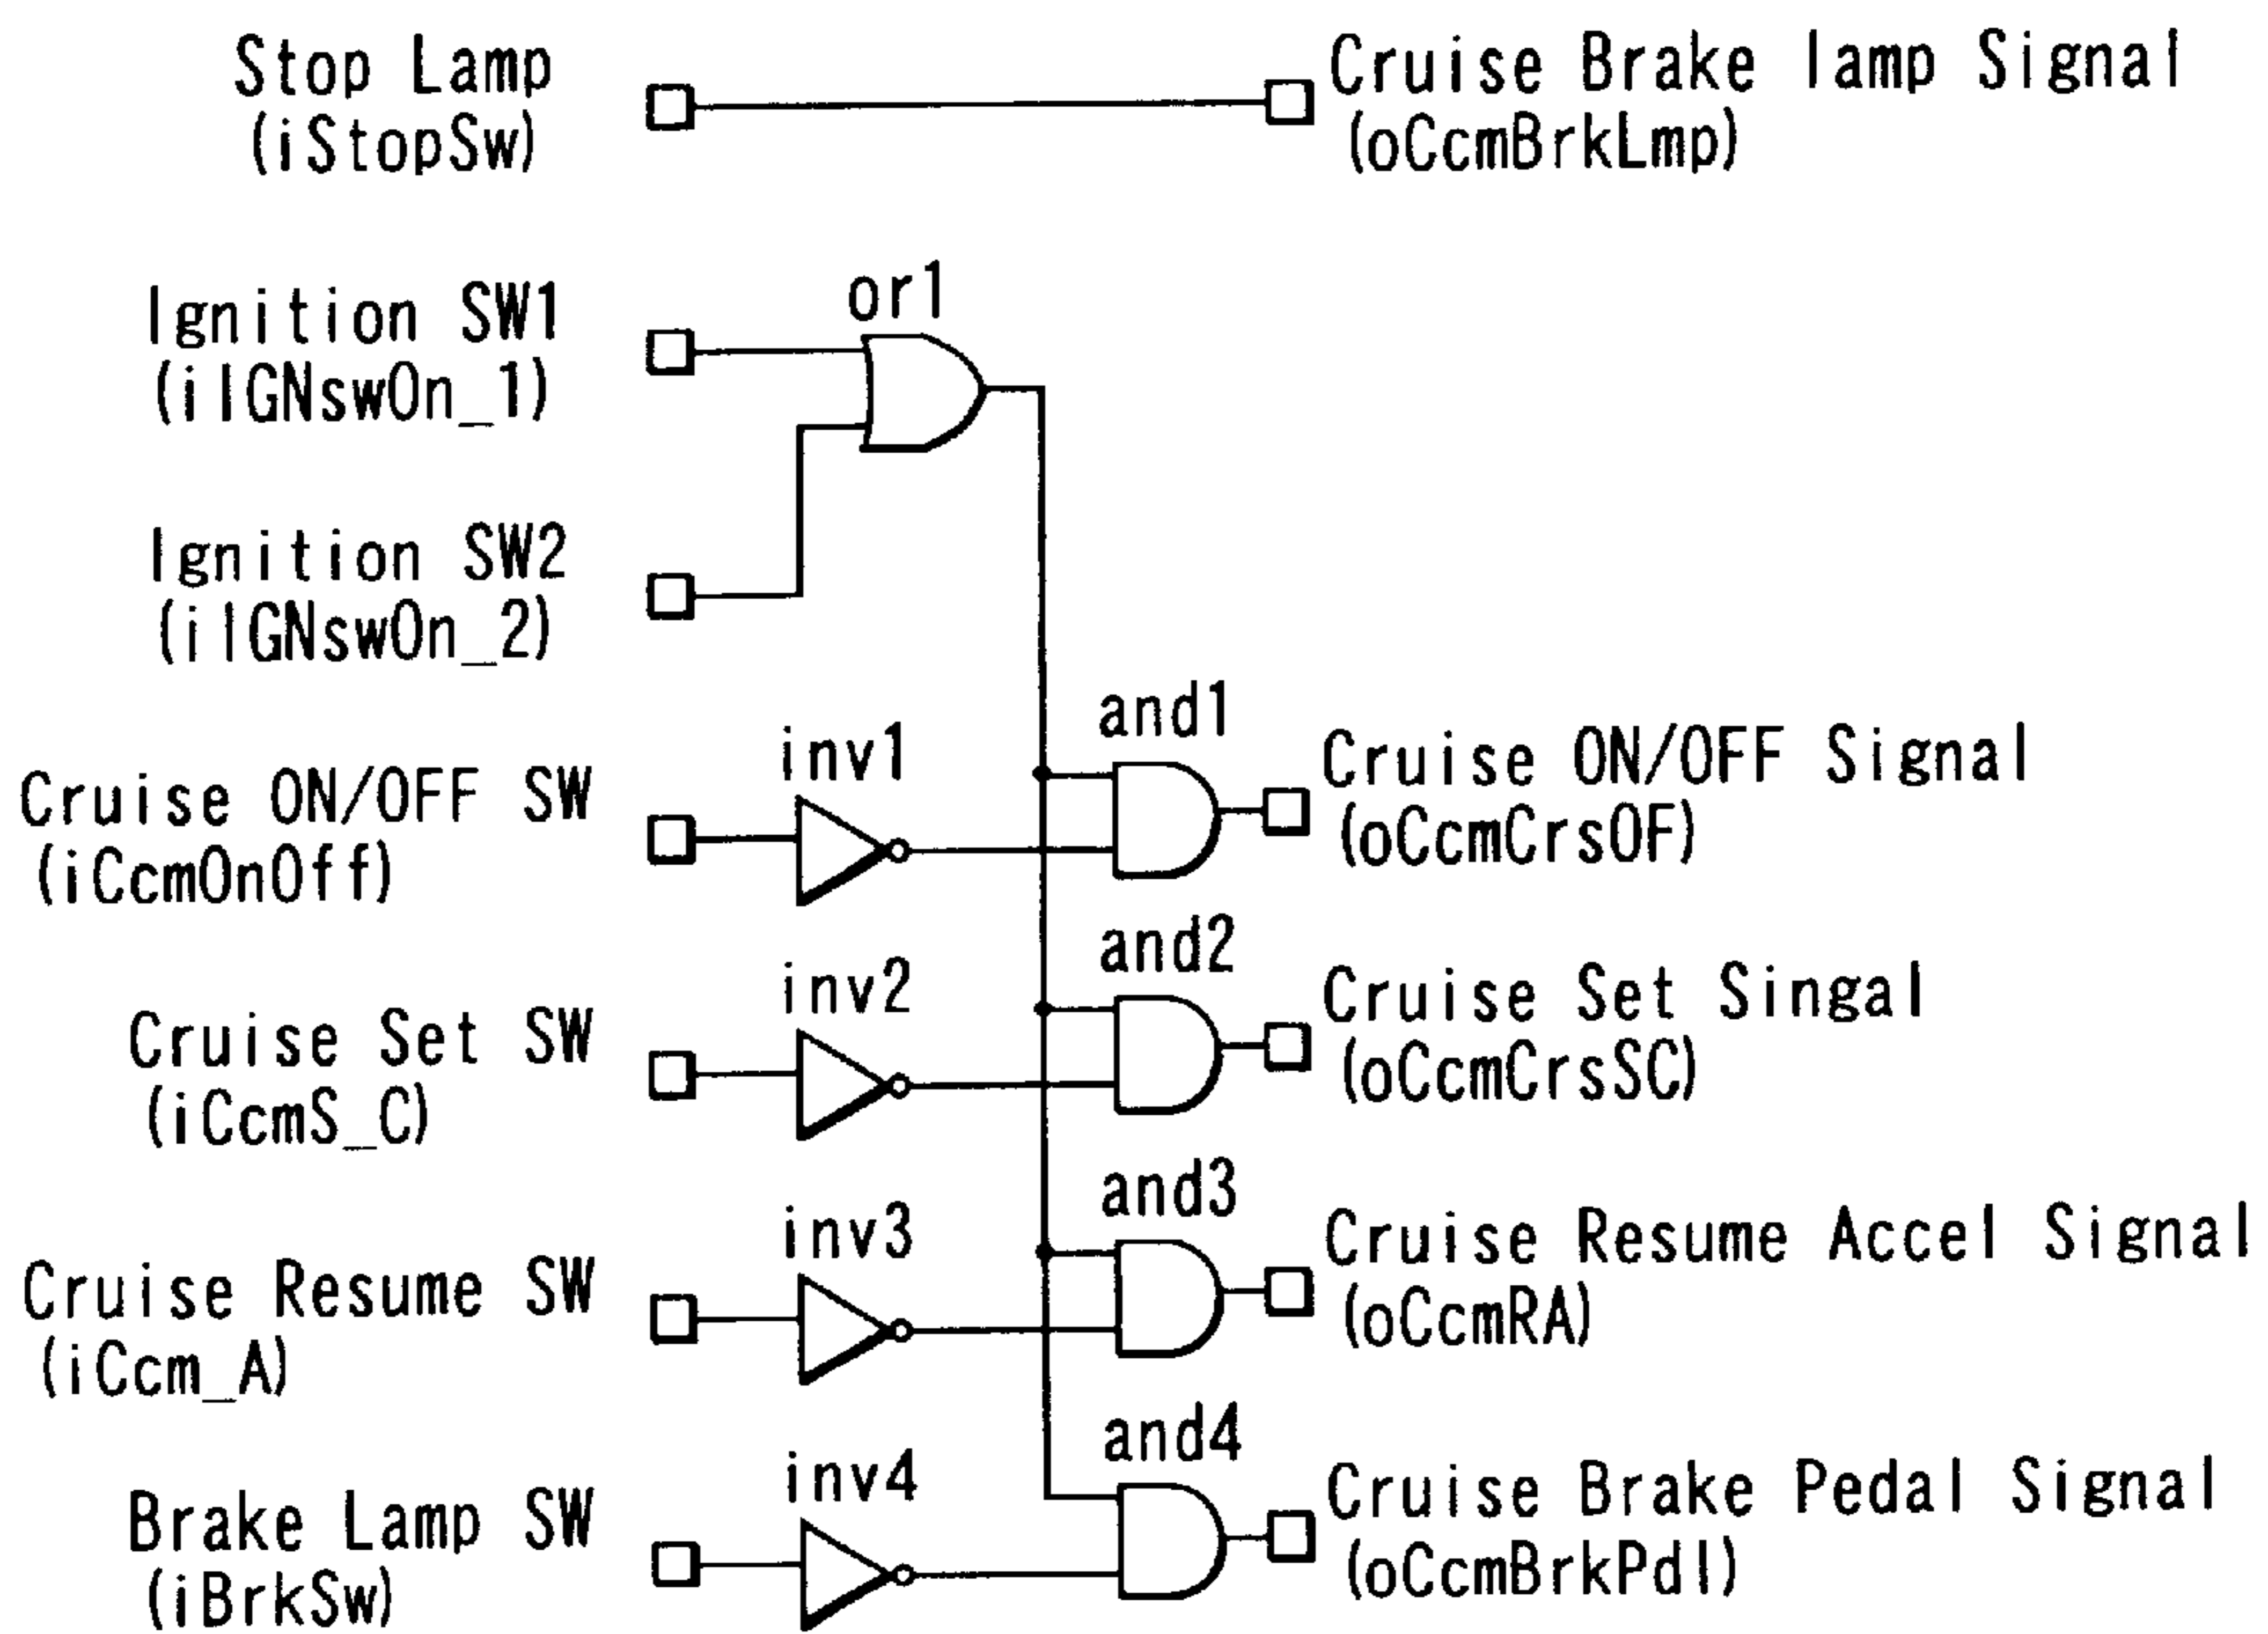 Stop Lamp
(iStopSw)
Cruise Brake lamp Signal
(oCcmBrkLmp)
Ignition SW1
(iIGNswOn_1)
or1
Ignition SW2
(iIGNswOn_2)
Cruise ON/OFF SW
(iCcmOnOff)
inv1
and1
Cruise ON/OFF Signal
(oCcmCrsOF)
Cruise Set SW
(iCcmS_C)
inv2
and2
Cruise Set Singal
(oCcmCrsSC)
Cruise Resume SW
(iCcm_A)
inv3
and3
Cruise Resume Accel Signal
(oCcmRA)
Brake Lamp SW
(iBrkSw)
inv4
and4
Cruise Brake Pedal Signal
(oCcmBrkPdl)